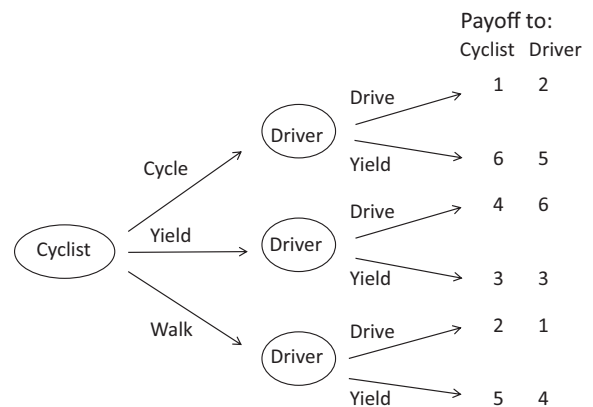 Payoff to:
Cyclist Driver
Drive 1 2
Driver
Yield 6 5
Cycle
Drive 4 6
Yield
Cyclist
Driver
Yield 3 3
Walk
Drive 2 1
Driver
Yield 5 4